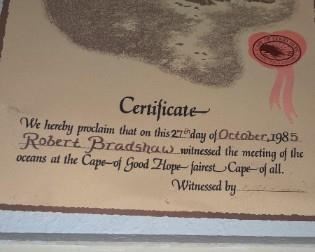 Certificate
We hereby proclaim that on this 27th day of October, 1985
Robert Bradshaw witnessed the meeting of the
oceans at the Cape of Good Hope fairest Cape of all.
Witnessed by